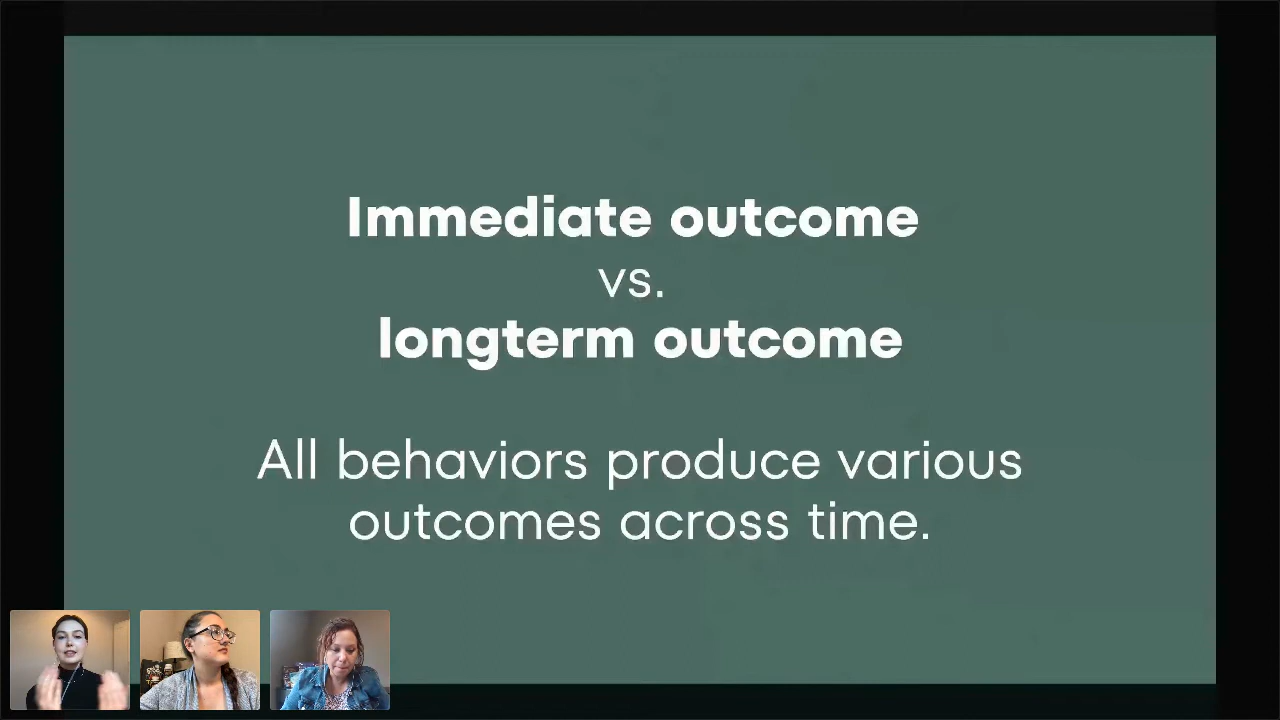 Immediate outcome
vs.
longterm outcome
All behaviors produce various
outcomes across time.